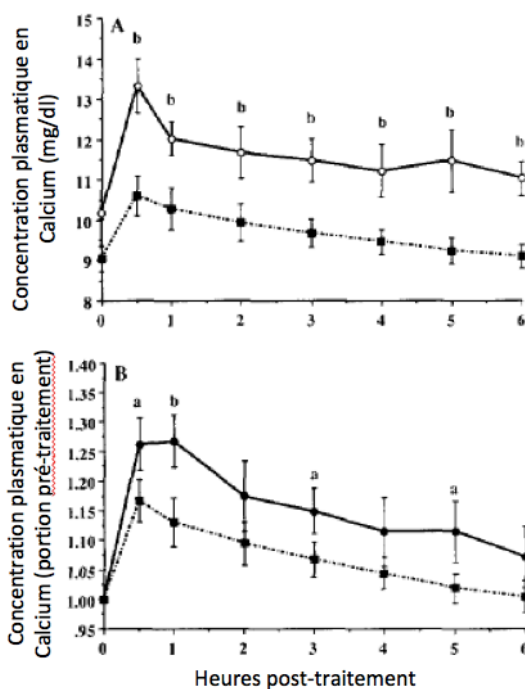 A
Concentration plasmatique en
Calcium (mg/dl)
15
14
13
12
11
10
9
8
b
b
b
b
b
b
b
0
1
2
3
4
5
6
B
Concentration plasmatique en
Calcium (portion pré-traitement)
1.40
1.35
1.30
1.25
1.20
1.15
1.10
1.05
1.00
.95
a
b
a
a
0
1
2
3
4
5
6
Heures post-traitement